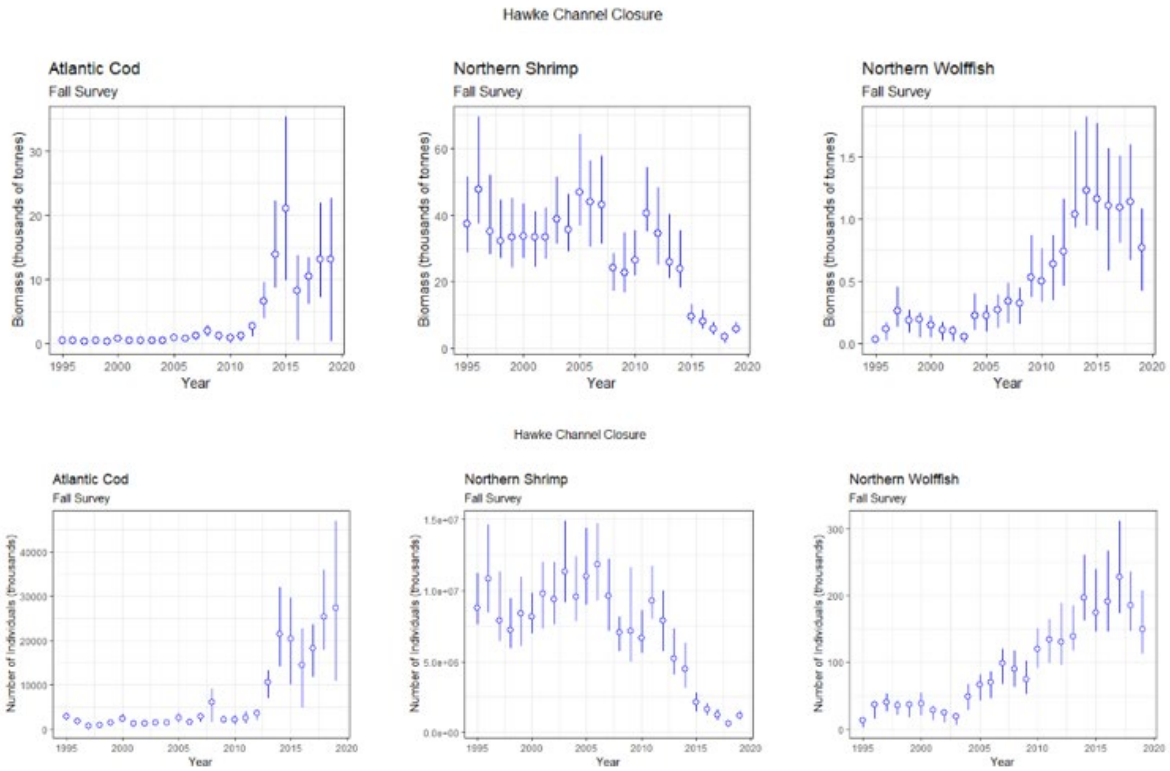 Hawke Channel Closure
Atlantic Cod
Fall Survey
Biomass (thousands of tonnes)
30
20
10
0
1995 2000 2005 2010 2015 2020
Year
Northern Shrimp
Fall Survey
Biomass (thousands of tonnes)
60
40
20
0
1995 2000 2005 2010 2015 2020
Year
Northern Wolffish
Fall Survey
Biomass (thousands of tonnes)
1.5
1.0
0.5
0.0
1995 2000 2005 2010 2015 2020
Year
Hawke Channel Closure
Atlantic Cod
Fall Survey
Number of Individuals (thousands)
40000
30000
20000
10000
0
1995 2000 2005 2010 2015 2020
Year
Northern Shrimp
Fall Survey
Number of Individuals (thousands)
1.5e+07
1.0e+07
5.0e+06
0.0e+00
1995 2000 2005 2010 2015 2020
Year
Northern Wolffish
Fall Survey
Number of Individuals (thousands)
300
200
100
0
1995 2000 2005 2010 2015 2020
Year